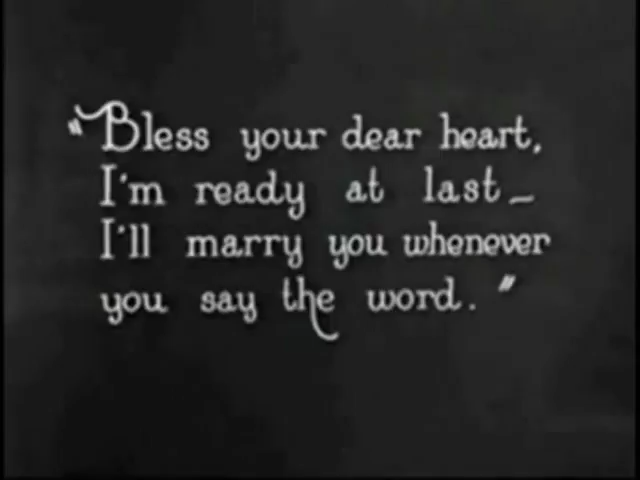 "Bless your dear heart,
I'm ready at last—
I'll marry you whenever
you say the word."